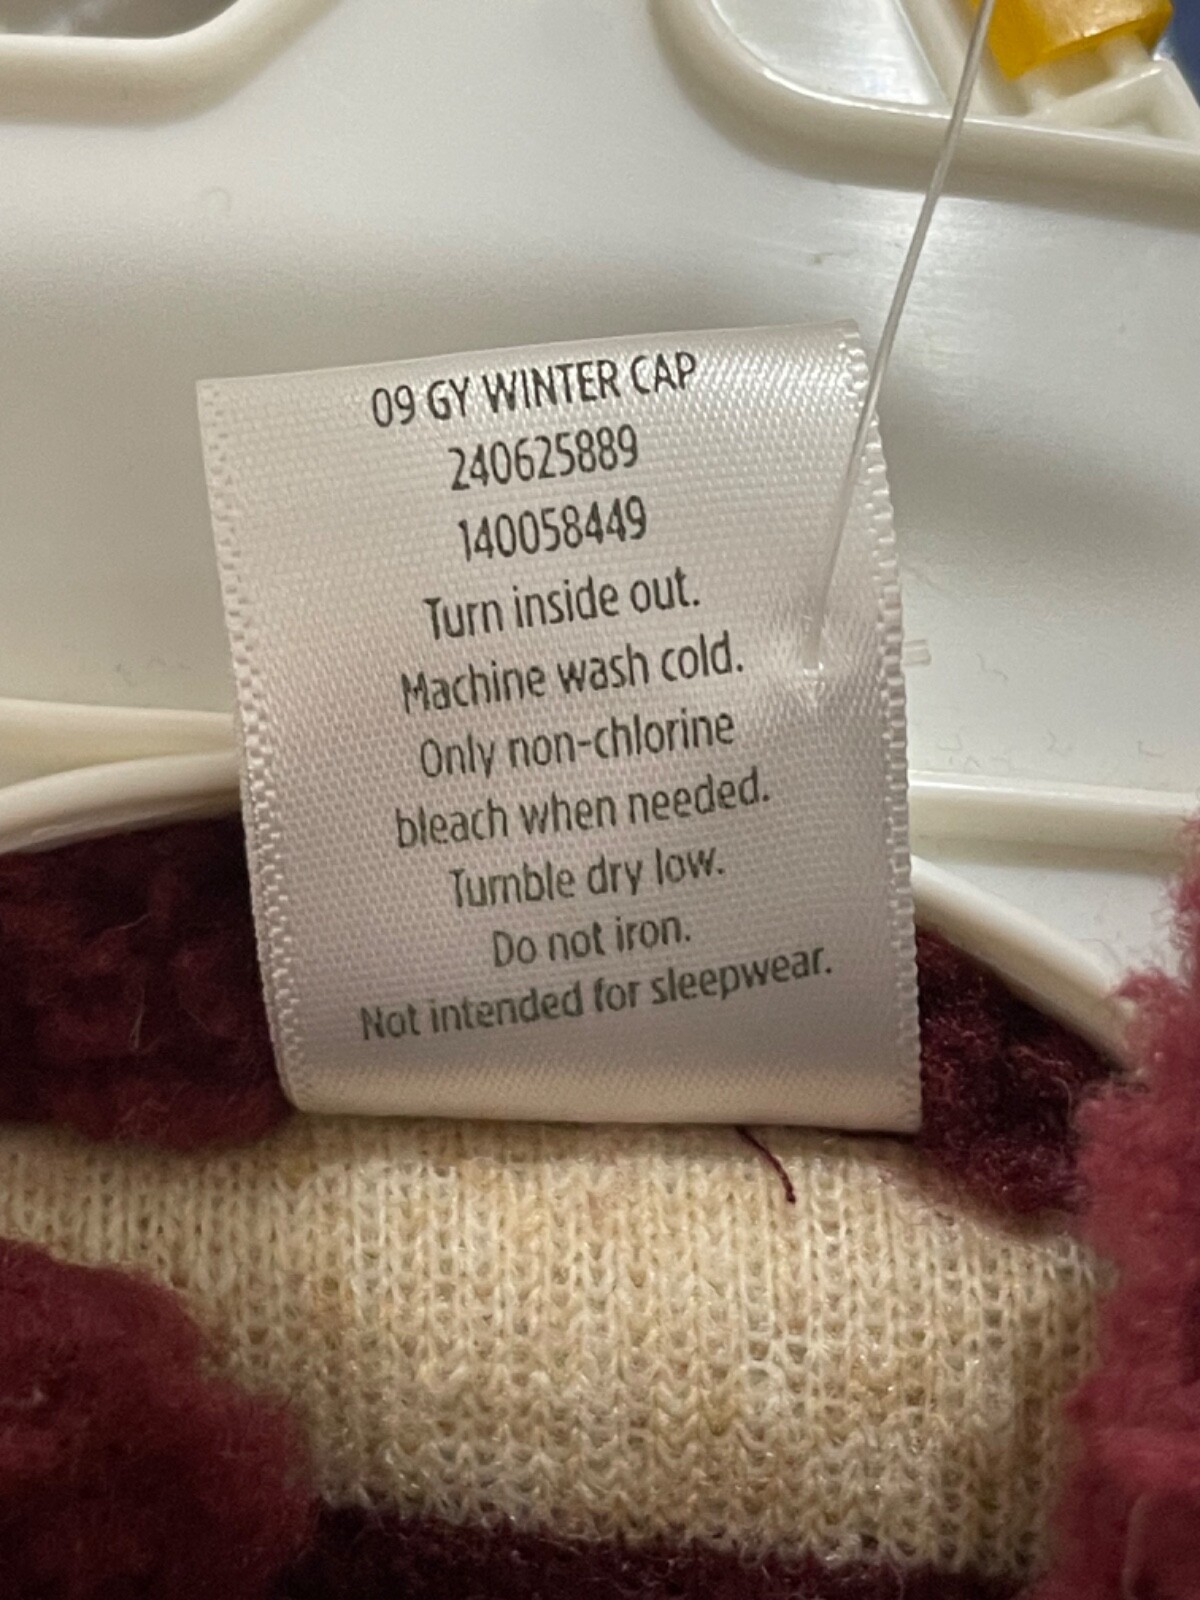 09 GY WINTER CAP
240625889
140058449
Turn inside out.
Machine wash cold.
Only non-chlorine
bleach when needed.
Tumble dry low.
Do not iron.
Not intended for sleepwear.